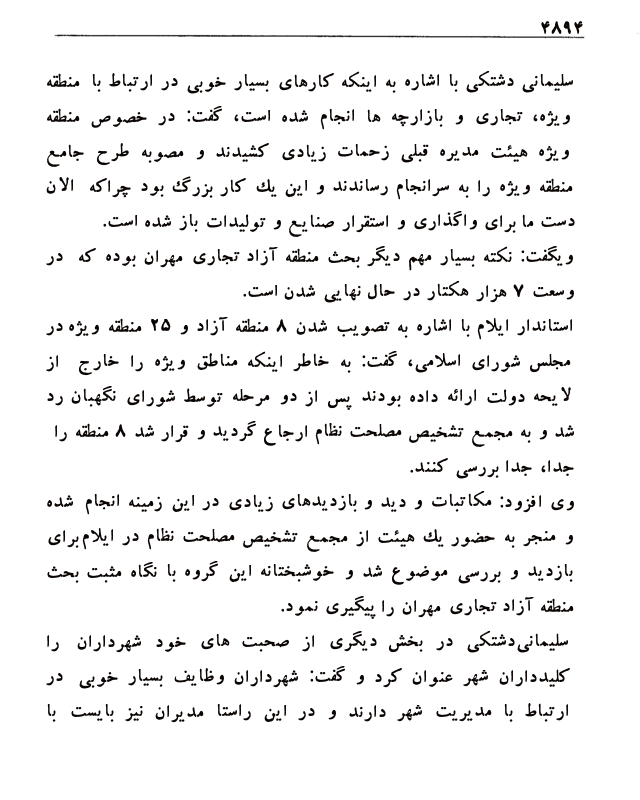 ۴۸۹۴
سلیمانی دشتکی با اشاره به اینکه کارهای بسیار خوبی در ارتباط با منطقه
ویژه، تجاری و بازارچه ها انجام شده است، گفت: در خصوص منطقه
ویژه هیئت مدیره قبلی زحمات زیادی کشیدند و مصوبه طرح جامع
منطقه ویژه را به سرانجام رساندند و این یك کار بزرگ بود چراکه الان
دست ما برای واگذاری و استقرار صنایع و تولیدات باز شده است.
ویگفت: نکته بسیار مهم دیگر بحث منطقه آزاد تجاری مهران بوده که در
وسعت ۷ هزار هکتار در حال نهایی شدن است.
استاندار ایلام با اشاره به تصویب شدن ۸ منطقه آزاد و ۲۵ منطقه ویژه در
مجلس شورای اسلامی، گفت: به خاطر اینکه مناطق ویژه را خارج از
لایحه دولت ارائه داده بودند پس از دو مرحله توسط شورای نگهبان رد
شد و به مجمع تشخیص مصلحت نظام ارجاع گردید و قرار شد ۸ منطقه را
جدا، جدا بررسی کنند.
وی افزود: مکاتبات و دید و بازدیدهای زیادی در این زمینه انجام شده
و منجر به حضور یك هیئت از مجمع تشخیص مصلحت نظام در ایلام برای
بازدید و بررسی موضوع شد و خوشبختانه این گروه با نگاه مثبت بحث
منطقه آزاد تجاری مهران را پیگیری نمود.
سلیمانی‌دشتکی در بخش دیگری از صحبت های خود شهرداران را
کلیدداران شهر عنوان کرد و گفت: شهرداران وظایف بسیار خوبی در
ارتباط با مدیریت شهر دارند و در این راستا مدیران نیز بایست با